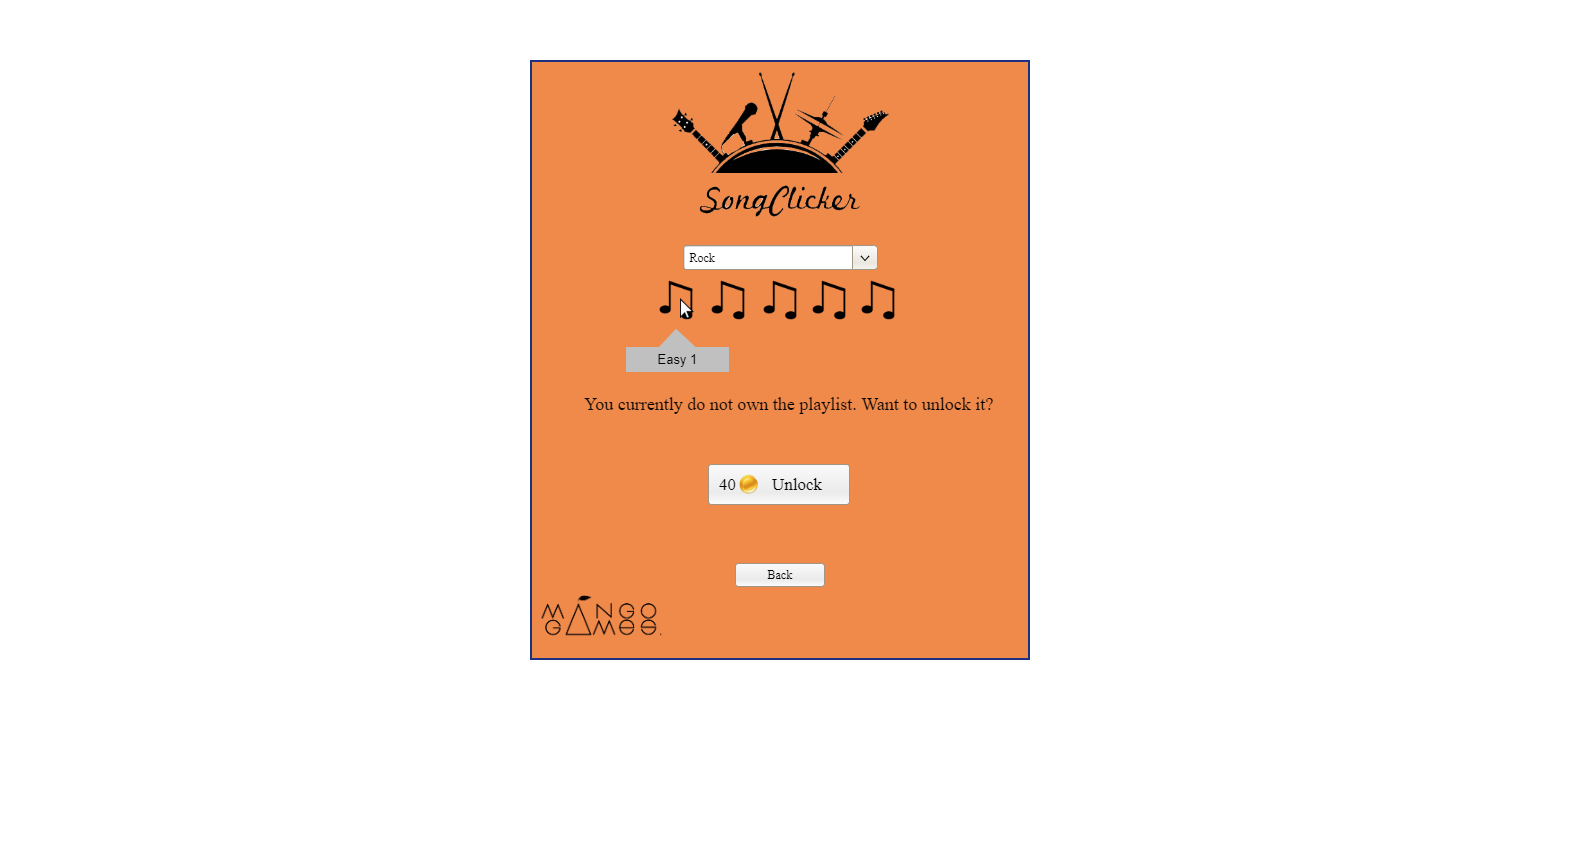 SongClicker
Rock
Easy 1
You currently do not own the playlist. Want to unlock it?
40 Unlock
Back
MANGO
GAMES.